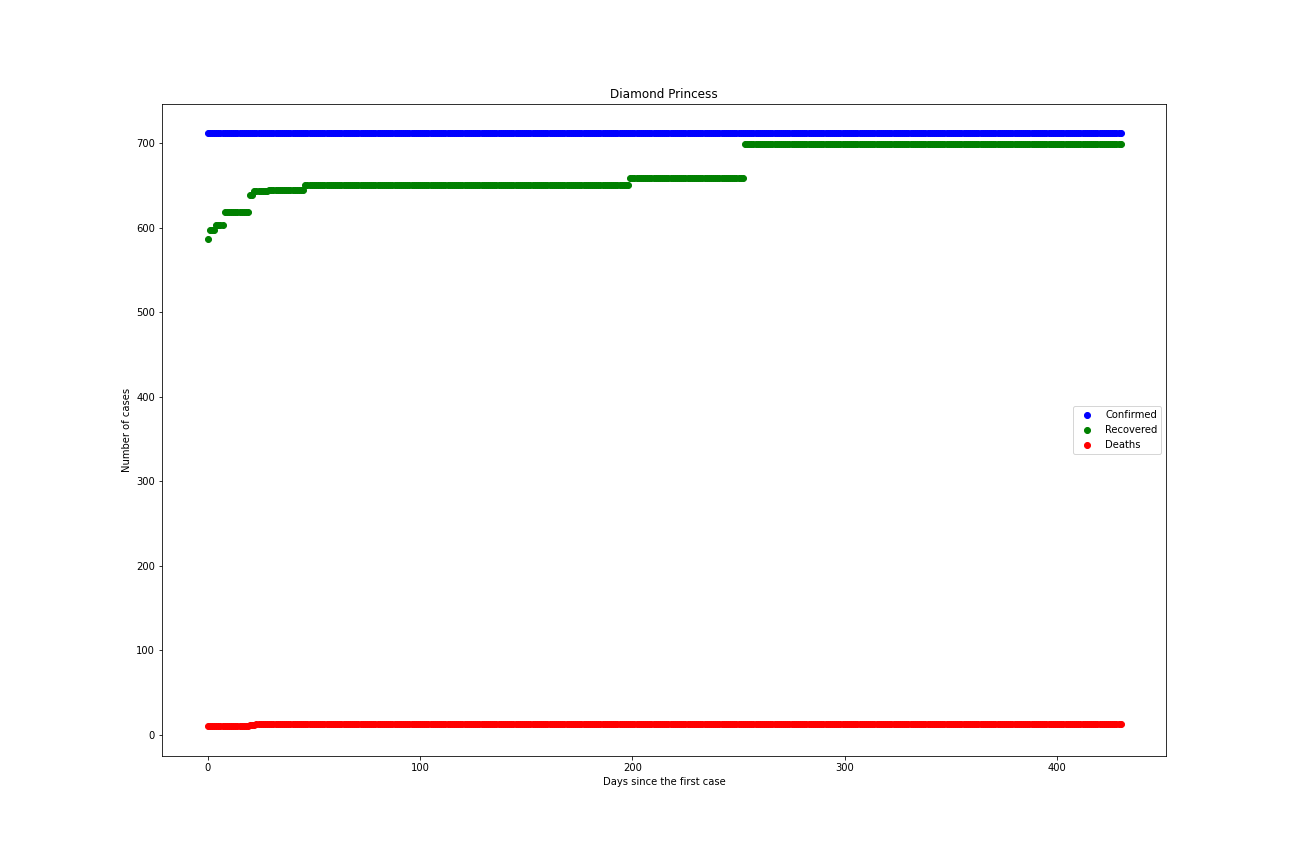 Diamond Princess
Number of cases
700
600
500
400
300
200
100
0
Confirmed
Recovered
Deaths
0 100 200 300 400
Days since the first case